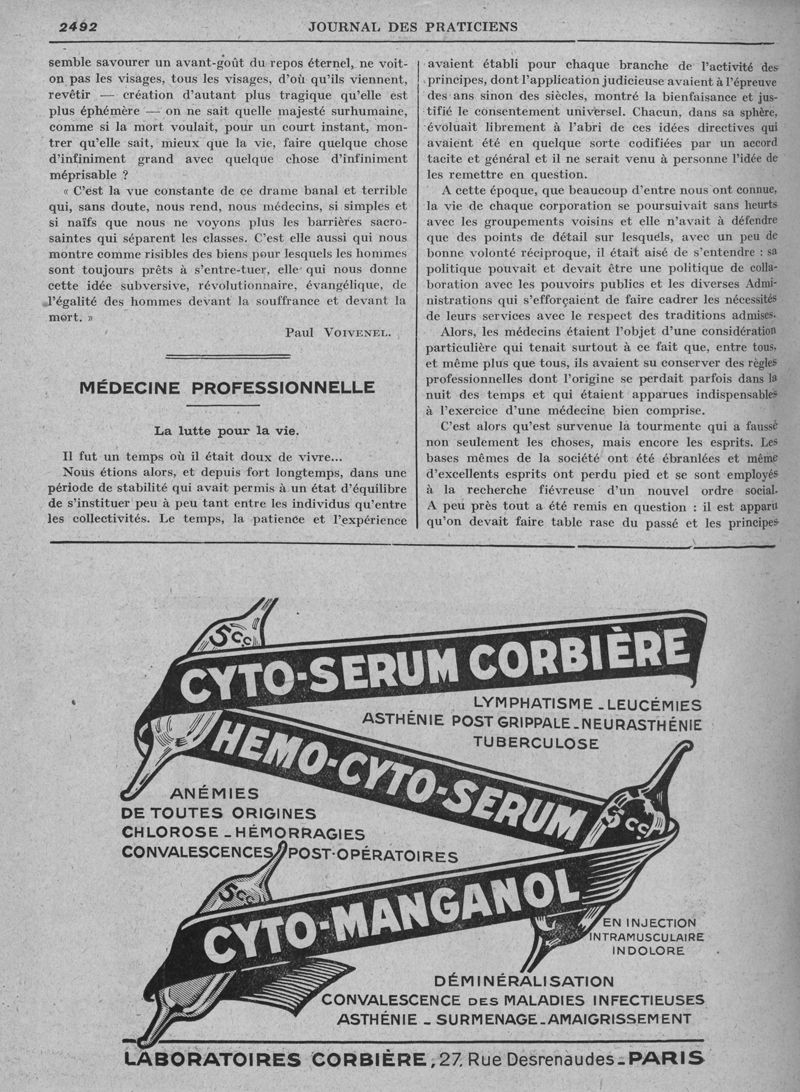 2492
JOURNAL DES PRATICIENS
semble savourer un avant-goût du repos éternel, ne voit-
on pas les visages, tous les visages, d'où qu'ils viennent,
revêtir — création d'autant plus tragique qu'elle est
plus éphémère — on ne sait quelle majesté surhumaine,
comme si la mort voulait, pour un court instant, mon-
trer qu'elle sait, mieux que la vie, faire quelque chose
d'infiniment grand avec quelque chose d'infiniment
méprisable ?
« C'est la vue constante de ce drame banal et terrible
qui, sans doute, nous rend, nous médecins, si simples et
si naïfs que nous ne voyons plus les barrières sacro-
saintes qui séparent les classes. C'est elle aussi qui nous
montre comme risibles des biens pour lesquels les hommes
sont toujours prêts à s'entre-tuer, elle qui nous donne
cette idée subversive, révolutionnaire, évangélique, de
l'égalité des hommes devant la souffrance et devant la
mort. »
Paul VOIVENEL.
MÉDECINE PROFESSIONNELLE
La lutte pour la vie.
Il fut un temps où il était doux de vivre...
Nous étions alors, et depuis fort longtemps, dans une
période de stabilité qui avait permis à un état d'équilibre
de s'instituer peu à peu tant entre les individus qu'entre
les collectivités. Le temps, la patience et l'expérience
avaient établi pour chaque branche de l'activité des
principes, dont l'application judicieuse avaient à l'épreuve
des ans sinon des siècles, montré la bienfaisance et jus-
tifié le consentement universel. Chacun, dans sa sphère,
évoluait librement à l'abri de ces idées directives qui
avaient été en quelque sorte codifiées par un accord
tacite et général et il ne serait venu à personne l'idée de
les remettre en question.
A cette époque, que beaucoup d'entre nous ont connue,
la vie de chaque corporation se poursuivait sans heurts
avec les groupements voisins et elle n'avait à défendre
que des points de détail sur lesquels, avec un peu de
bonne volonté réciproque, il était aisé de s'entendre : sa
politique pouvait et devait être une politique de colla-
boration avec les pouvoirs publics et les diverses Admi-
nistrations qui s'efforçaient de faire cadrer les nécessités
de leurs services avec le respect des traditions admises.
Alors, les médecins étaient l'objet d'une considération
particulière qui tenait surtout à ce fait que, entre tous,
et même plus que tous, ils avaient su conserver des règles
professionnelles dont l'origine se perdait parfois dans la
nuit des temps et qui étaient apparues indispensables
à l'exercice d'une médecine bien comprise.
C'est alors qu'est survenue la tourmente qui a faussé
non seulement les choses, mais encore les esprits. Les
bases mêmes de la société ont été ébranlées et même
d'excellents esprits ont perdu pied et se sont employés
à la recherche fiévreuse d'un nouvel ordre social.
A peu près tout a été remis en question : il est apparu
qu'on devait faire table rase du passé et les principes
5cc
CYTO-SERUM CORBIÈRE
LYMPHATISME - LEUCÉMIES
ASTHÉNIE POST GRIPPALE - NEURASTHÉNIE
TUBERCULOSE
HEMO-CYTO-SERUM
5cc
ANÉMIES
DE TOUTES ORIGINES
CHLOROSE - HÉMORRAGIES
CONVALESCENCES POST-OPÉRATOIRES
5cc
CYTO-MANGANOL
EN INJECTION
INTRAMUSCULAIRE
INDOLORE
DÉMINÉRALISATION
CONVALESCENCE DES MALADIES INFECTIEUSES
ASTHÉNIE - SURMENAGE - AMAIGRISSEMENT
LABORATOIRES CORBIÈRE, 27, Rue Desrenaudes - PARIS